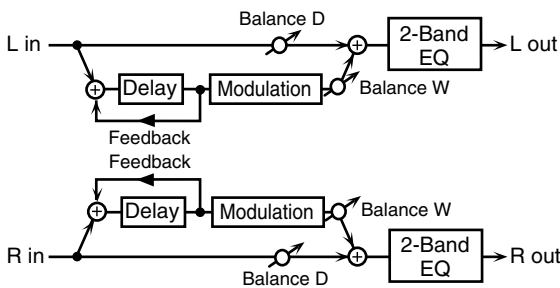 Balance D
L in
2-Band
EQ
L out
Delay
Modulation
Balance W
Feedback
Feedback
Delay
Modulation
Balance W
R in
2-Band
EQ
R out
Balance D